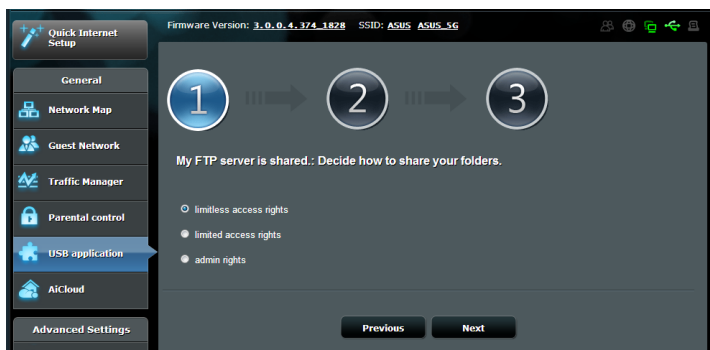 Quick Internet
Setup
Firmware Version: 3.0.0.4.374_1828 SSID: ASUS ASUS_5G
General
Network Map
Guest Network
Traffic Manager
Parental control
USB application
AiCloud
Advanced Settings
1
2
3
My FTP server is shared.: Decide how to share your folders.
limitless access rights
limited access rights
admin rights
Previous Next